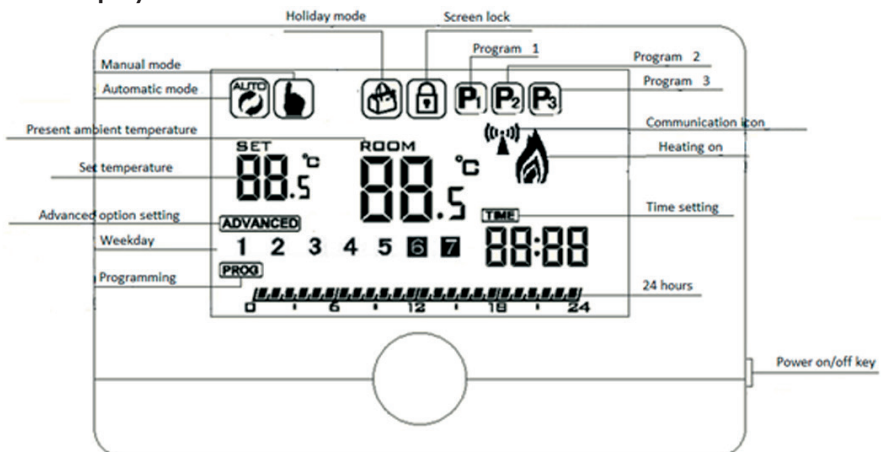 Holiday mode
Screen lock
Program 1
Program 2
Program 3
Manual mode
Automatic mode
AUTO
P1 P2 P3
Communication icon
Present ambient temperature
Heating on
SET °C
ROOM °C
Set temperature
88.5
88.5
Advanced option setting
ADVANCED
TIME
Time setting
Weekday
1 2 3 4 5 6 7
88:88
Programming
PROG
24 hours
0 6 12 18 24
Power on/off key